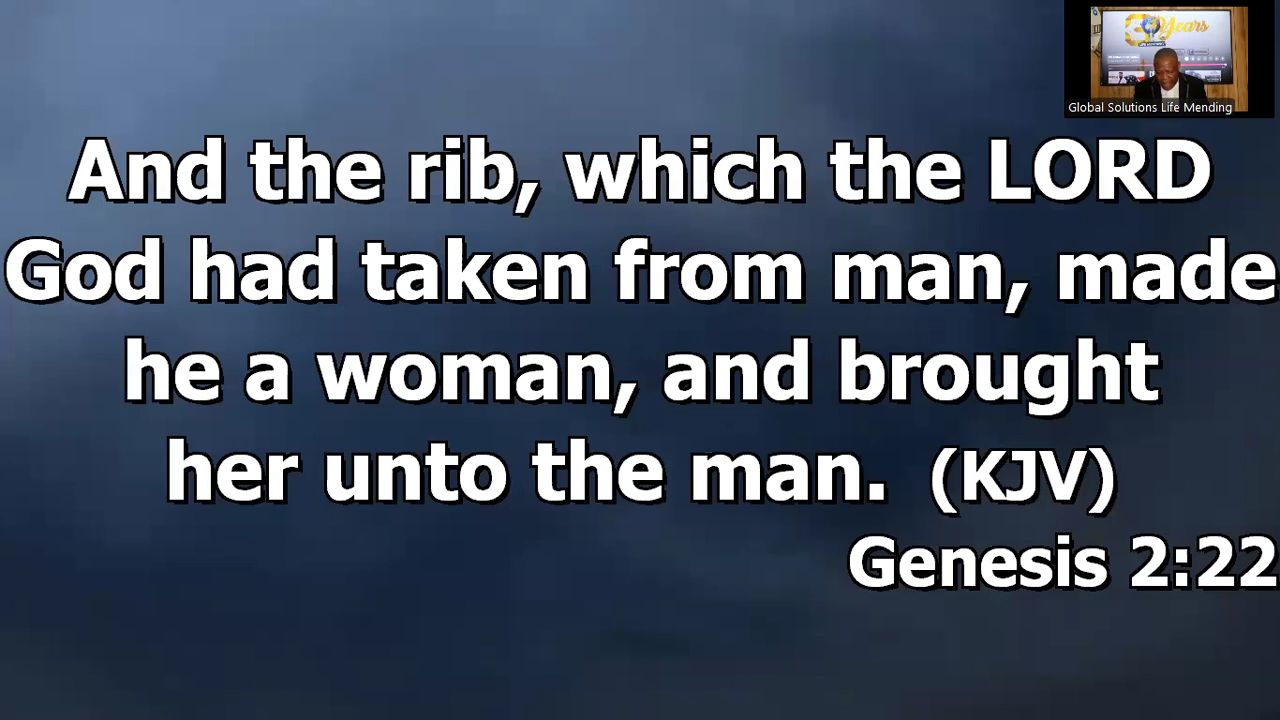 Years
Global Solutions Life Mending
And the rib, which the LORD
God had taken from man, made
he a woman, and brought
her unto the man. (KJV)
Genesis 2:22